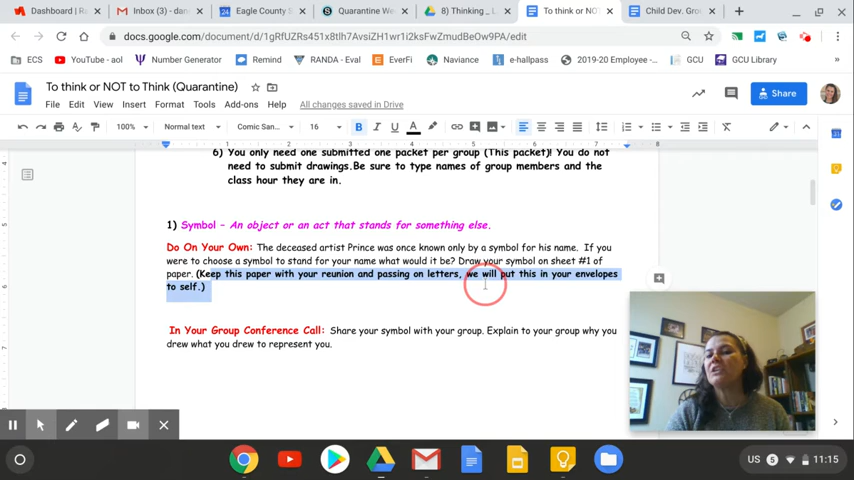 Dashboard
Inbox (3) - dan
Eagle County B
Quarantine We
8) Thinking _ L
To think or NO
Child Dev. Gro
docs.google.com/document/d/1gRfUZRs451x8tlh7AvsiZH1wr1i2ksFwZmudBeOw9PA/edit
ECS
YouTube - aol
Number Generator
Remind
RANDA - Eval
EverFi
Naviance
e-hallpass
2019-20 Employee -...
GCU
GCU Library
To think or NOT to Think (Quarantine)
File Edit View Insert Format Tools Add-ons Help All changes saved in Drive
Share
100% Normal text Comic San... 16
1 2 3 4 5 6 7 8
6) You only need one submitted one packet per group (This packet)! You do not
need to submit drawings.Be sure to type names of group members and the
class hour they are in.
1) Symbol – An object or an act that stands for something else.
Do On Your Own: The deceased artist Prince was once known only by a symbol for his name. If you
were to choose a symbol to stand for your name what would it be? Draw your symbol on sheet #1 of
paper. (Keep this paper with your reunion and passing on letters, we will put this in your envelopes
to self.)
In Your Group Conference Call: Share your symbol with your group. Explain to your group why you
drew what you drew to represent you.
US 5 11:15